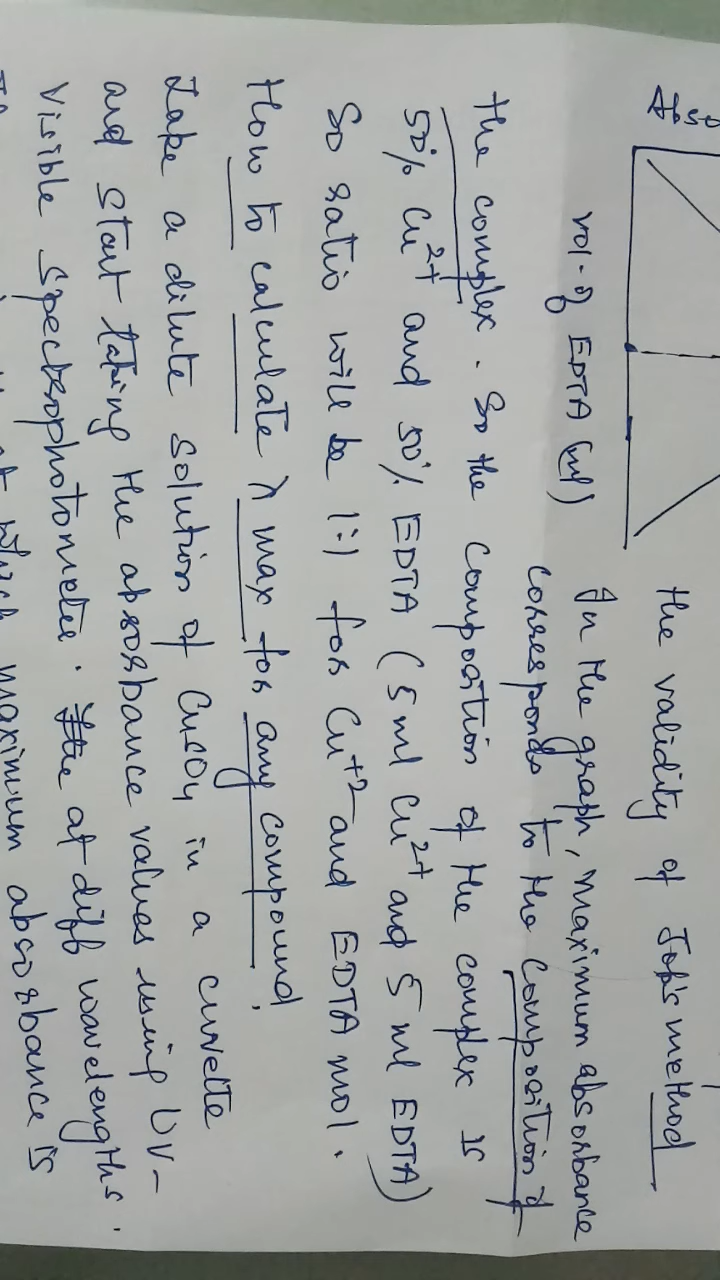 Abso
vol. of EDTA (ml)
the validity of Job's method
In the graph, maximum absorbance
corresponds to the composition of
the complex. So the composition of the complex is
50% Cu²⁺ and 50% EDTA (5 ml Cu²⁺ and 5 ml EDTA)
So ratio will be 1:1 for Cu⁺² and EDTA mol.
How to calculate λ max for any compound.
Take a dilute solution of CuSO₄ in a cuvette
and start taking the absorbance values using UV-
visible spectrophotometer. at diff wavelengths.
which maximum absorbance is